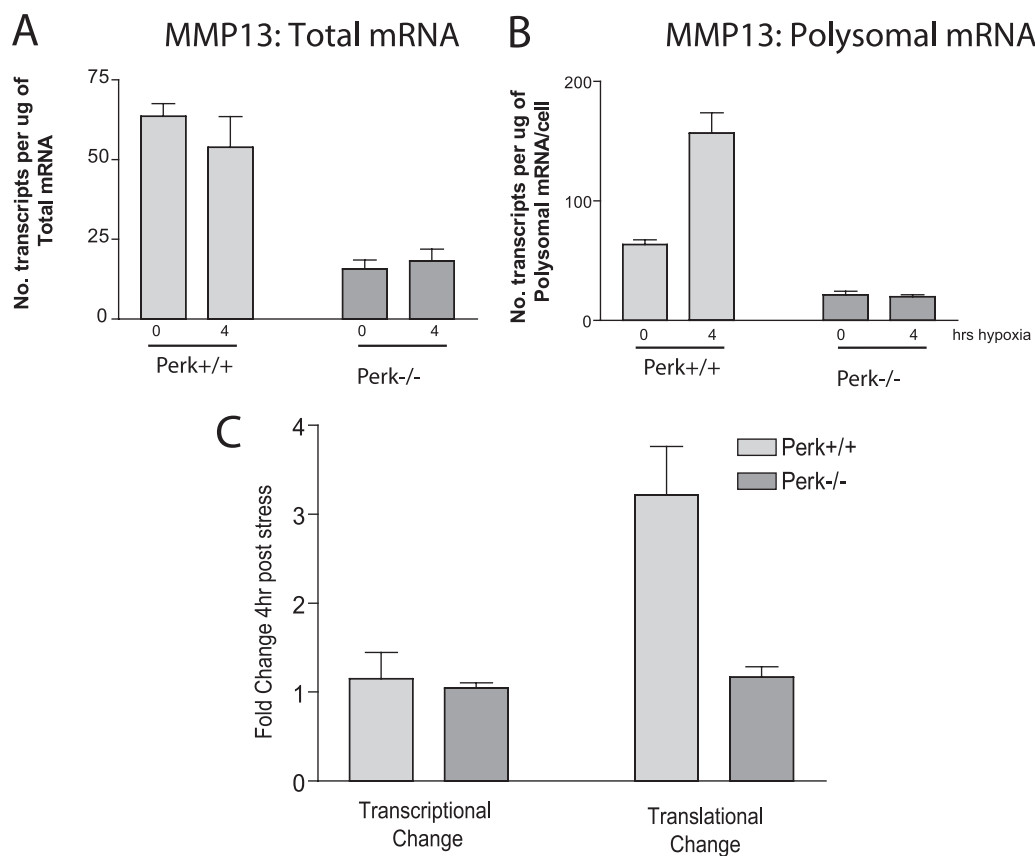 A
MMP13: Total mRNA
No. transcripts per ug of
Total mRNA
75
50
25
0
0 4 0 4
Perk+/+ Perk-/-
B
MMP13: Polysomal mRNA
No. transcripts per ug of
Polysomal mRNA/cell
200
100
0
0 4 0 4 hrs hypoxia
Perk+/+ Perk-/-
C
Fold Change 4hr post stress
4
3
2
1
0
Perk+/+
Perk-/-
Transcriptional
Change
Translational
Change